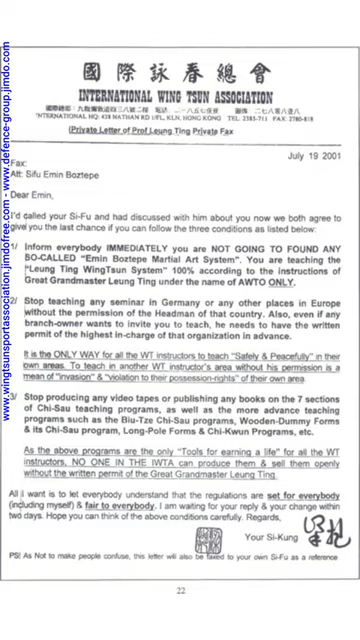 www.wingtsunsportassociation.jimdofree.com www.defence-group.jimdo.com
國際詠春總會
INTERNATIONAL WING TSUN ASSOCIATION
INTERNATIONAL HQ: 438 NATHAN RD 1/FL, KLN, HONG KONG TEL: 2385-711 FAX: 2780-818
(Private Letter of Prof Leung Ting Private Fax
July 19 2001
Fax:
Att: Sifu Emin Boztepe
Dear Emin,
I'd called your Si-Fu and had discussed with him about you now we both agree to
give you the last chance if you can follow the three conditions as listed below:
1/ Inform everybody IMMEDIATELY you are NOT GOING TO FOUND ANY
SO-CALLED "Emin Boztepe Martial Art System". You are teaching the
"Leung Ting WingTsun System" 100% according to the instructions of
Great Grandmaster Leung Ting under the name of AWTO ONLY.
2/ Stop teaching any seminar in Germany or any other places in Europe
without the permission of the Headman of that country. Also, even if any
branch-owner wants to invite you to teach, he needs to have the written
permit of the highest in-charge of that organization in advance.
It is the ONLY WAY for all the WT instructors to teach "Safely & Peacefully" in their
own areas. To teach in another WT instructor's area without his permission is a
mean of "invasion" & "violation to their possession-rights" of their own area.
3/ Stop producing any video tapes or publishing any books on the 7 sections
of Chi-Sau teaching programs, as well as the more advance teaching
programs such as the Biu-Tze Chi-Sau programs, Wooden-Dummy Forms
& its Chi-Sau program, Long-Pole Forms & Chi-Kwun Programs, etc.
As the above programs are the only "Tools for earning a life" for all the WT
instructors, NO ONE IN THE IWTA can produce them & sell them openly
without the written permit of the Great Grandmaster Leung Ting.
All I want is to let everybody understand that the regulations are set for everybody
(including myself) & fair to everybody. I am waiting for your reply & your change within
two days. Hope you can think of the above conditions carefully. Regards,
Your Si-Kung
PS| As Not to make people confuse, this letter will also be faxed to your own Si-Fu as a reference
22